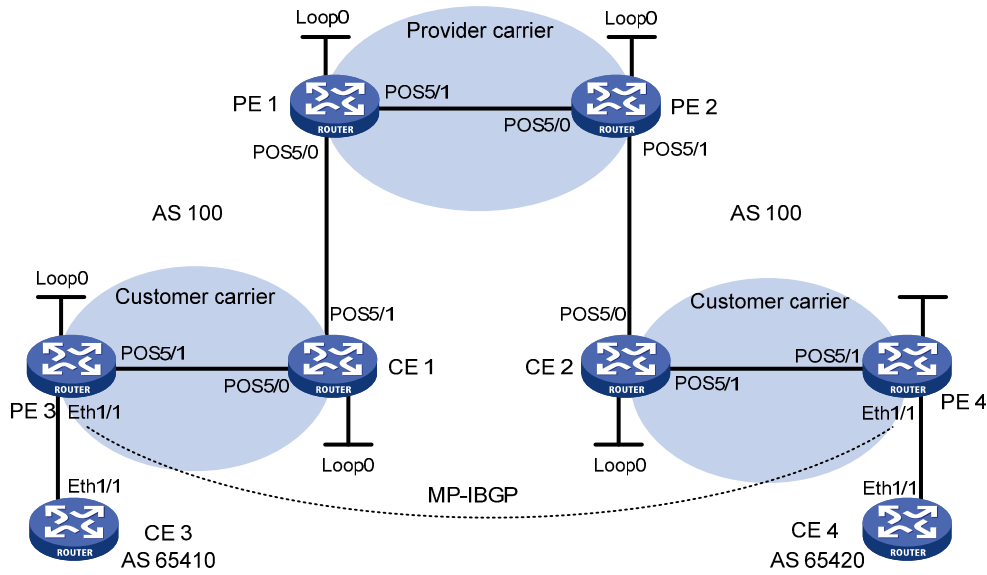 Loop0
Loop0
Provider carrier
PE 1
POS5/1
ROUTER
POS5/0
POS5/0
ROUTER
PE 2
POS5/1
AS 100
AS 100
Loop0
Customer carrier
POS5/1
POS5/1
ROUTER
POS5/0
ROUTER
CE 1
PE 3
Eth1/1
Loop0
POS5/0
Customer carrier
CE 2
ROUTER
POS5/1
POS5/1
ROUTER
PE 4
Eth1/1
Loop0
MP-IBGP
Eth1/1
ROUTER
CE 3
AS 65410
Eth1/1
CE 4
AS 65420
ROUTER